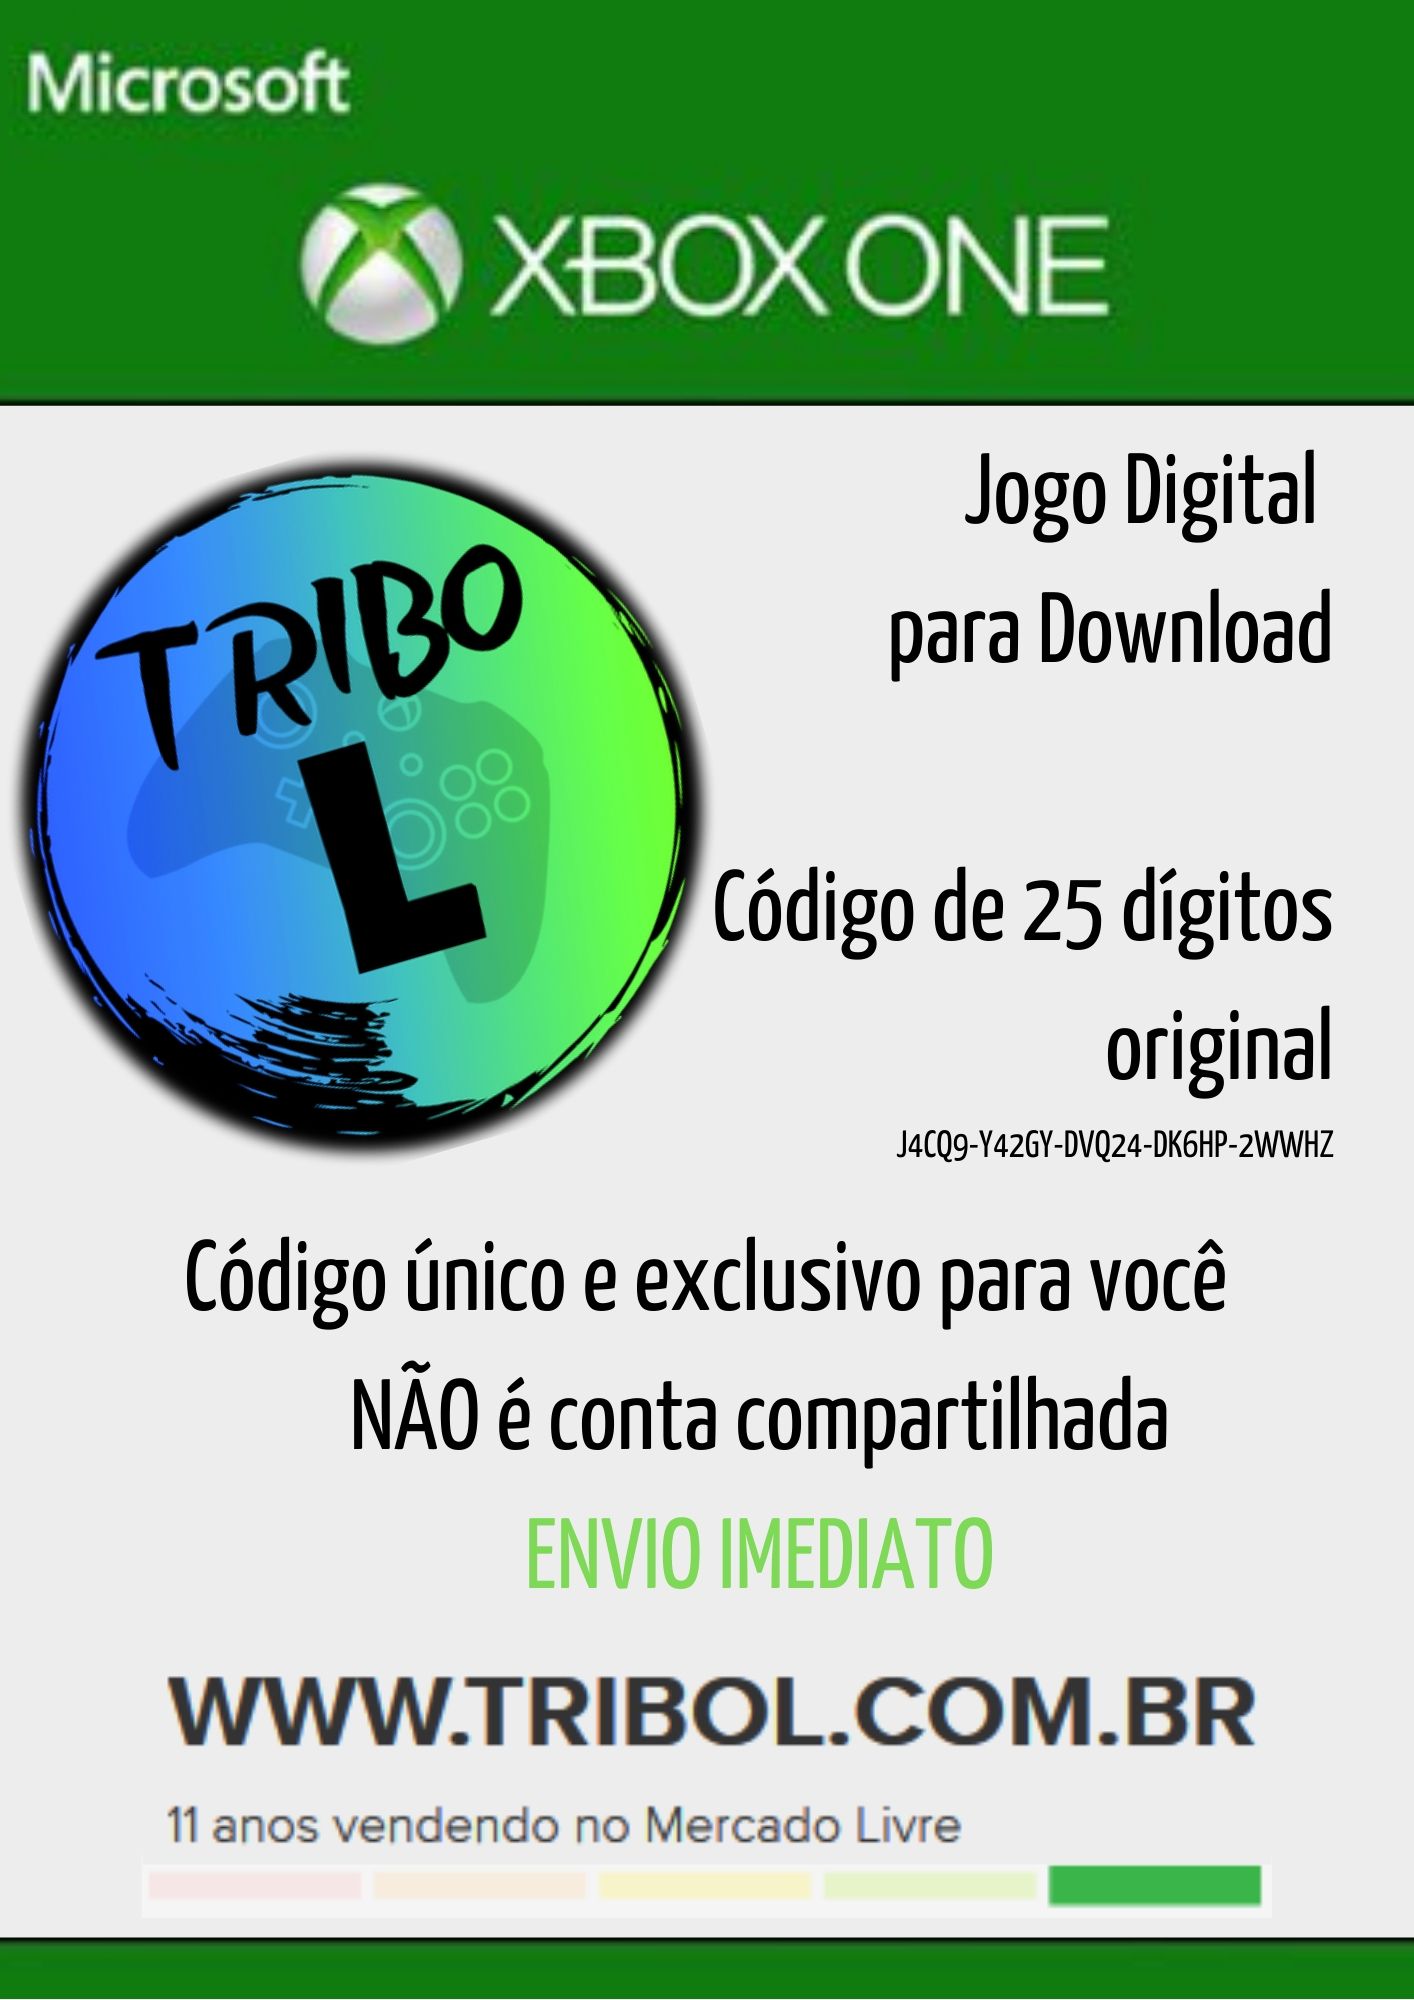 Microsoft
XBOX ONE
TRIBO
L
Jogo Digital
para Download
Código de 25 dígitos
original
J4CQ9-Y42GY-DVQ24-DK6HP-2WWHZ
Código único e exclusivo para você
NÃO é conta compartilhada
ENVIO IMEDIATO
WWW.TRIBOL.COM.BR
11 anos vendendo no Mercado Livre